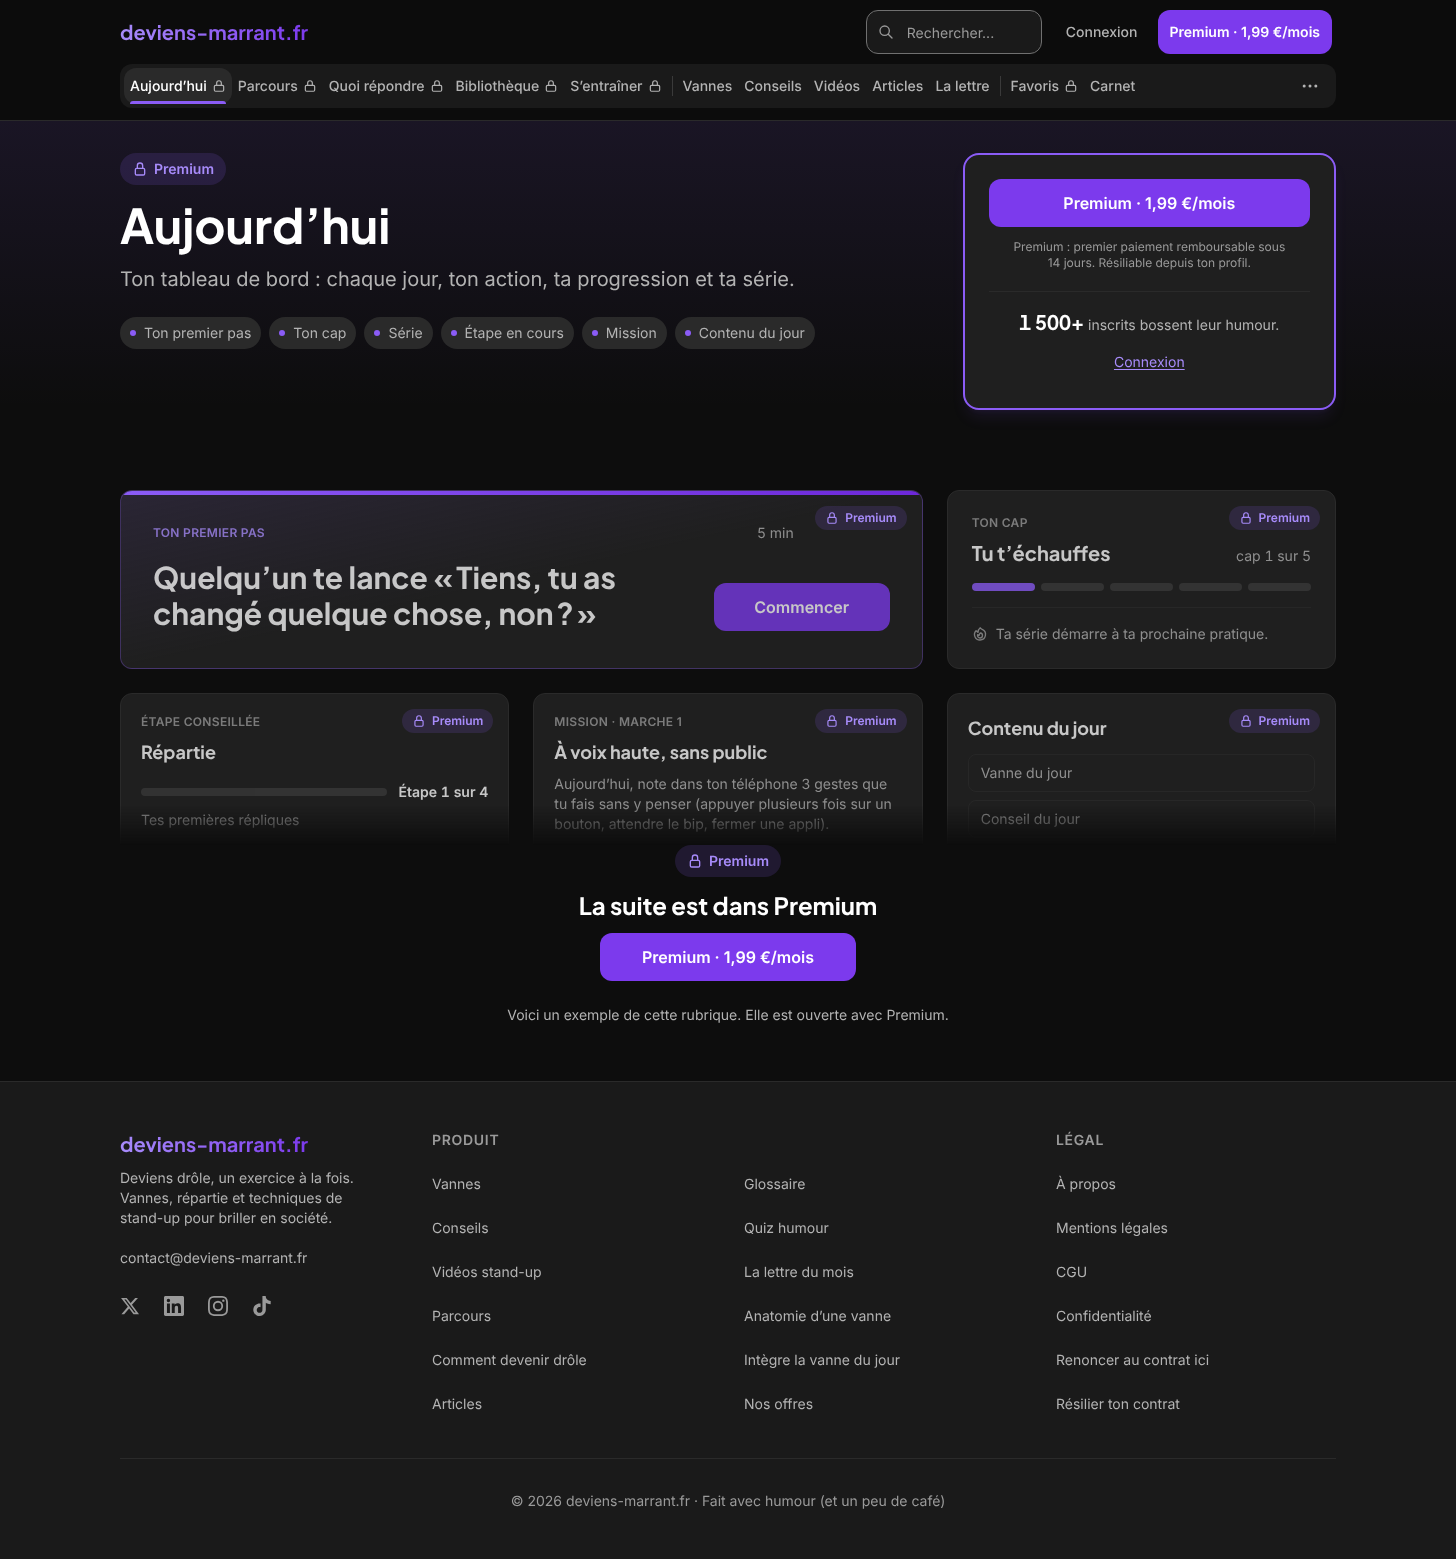 deviens-marrant.fr
Rechercher...
Connexion
Premium · 1,99 €/mois
Aujourd’hui
Parcours
Quoi répondre
Bibliothèque
S’entraîner
Vannes
Conseils
Vidéos
Articles
La lettre
Favoris
Carnet
Premium
Aujourd’hui
Ton tableau de bord : chaque jour, ton action, ta progression et ta série.
Ton premier pas
Ton cap
Série
Étape en cours
Mission
Contenu du jour
Premium · 1,99 €/mois
Premium : premier paiement remboursable sous
14 jours. Résiliable depuis ton profil.
1 500+ inscrits bossent leur humour.
Connexion
TON PREMIER PAS
5 min
Premium
Quelqu’un te lance « Tiens, tu as
changé quelque chose, non ? »
Commencer
TON CAP
Premium
Tu t’échauffes
cap 1 sur 5
Ta série démarre à ta prochaine pratique.
ÉTAPE CONSEILLÉE
Premium
Répartie
Étape 1 sur 4
Tes premières répliques
MISSION · MARCHE 1
Premium
À voix haute, sans public
Aujourd’hui, note dans ton téléphone 3 gestes que
tu fais sans y penser (appuyer plusieurs fois sur un
bouton, attendre le bip, fermer une appli).
Contenu du jour
Premium
Vanne du jour
Conseil du jour
Premium
La suite est dans Premium
Premium · 1,99 €/mois
Voici un exemple de cette rubrique. Elle est ouverte avec Premium.
deviens-marrant.fr
Deviens drôle, un exercice à la fois.
Vannes, répartie et techniques de
stand-up pour briller en société.
contact@deviens-marrant.fr
PRODUIT
Vannes
Conseils
Vidéos stand-up
Parcours
Comment devenir drôle
Articles
Glossaire
Quiz humour
La lettre du mois
Anatomie d’une vanne
Intègre la vanne du jour
Nos offres
LÉGAL
À propos
Mentions légales
CGU
Confidentialité
Renoncer au contrat ici
Résilier ton contrat
© 2026 deviens-marrant.fr · Fait avec humour (et un peu de café)